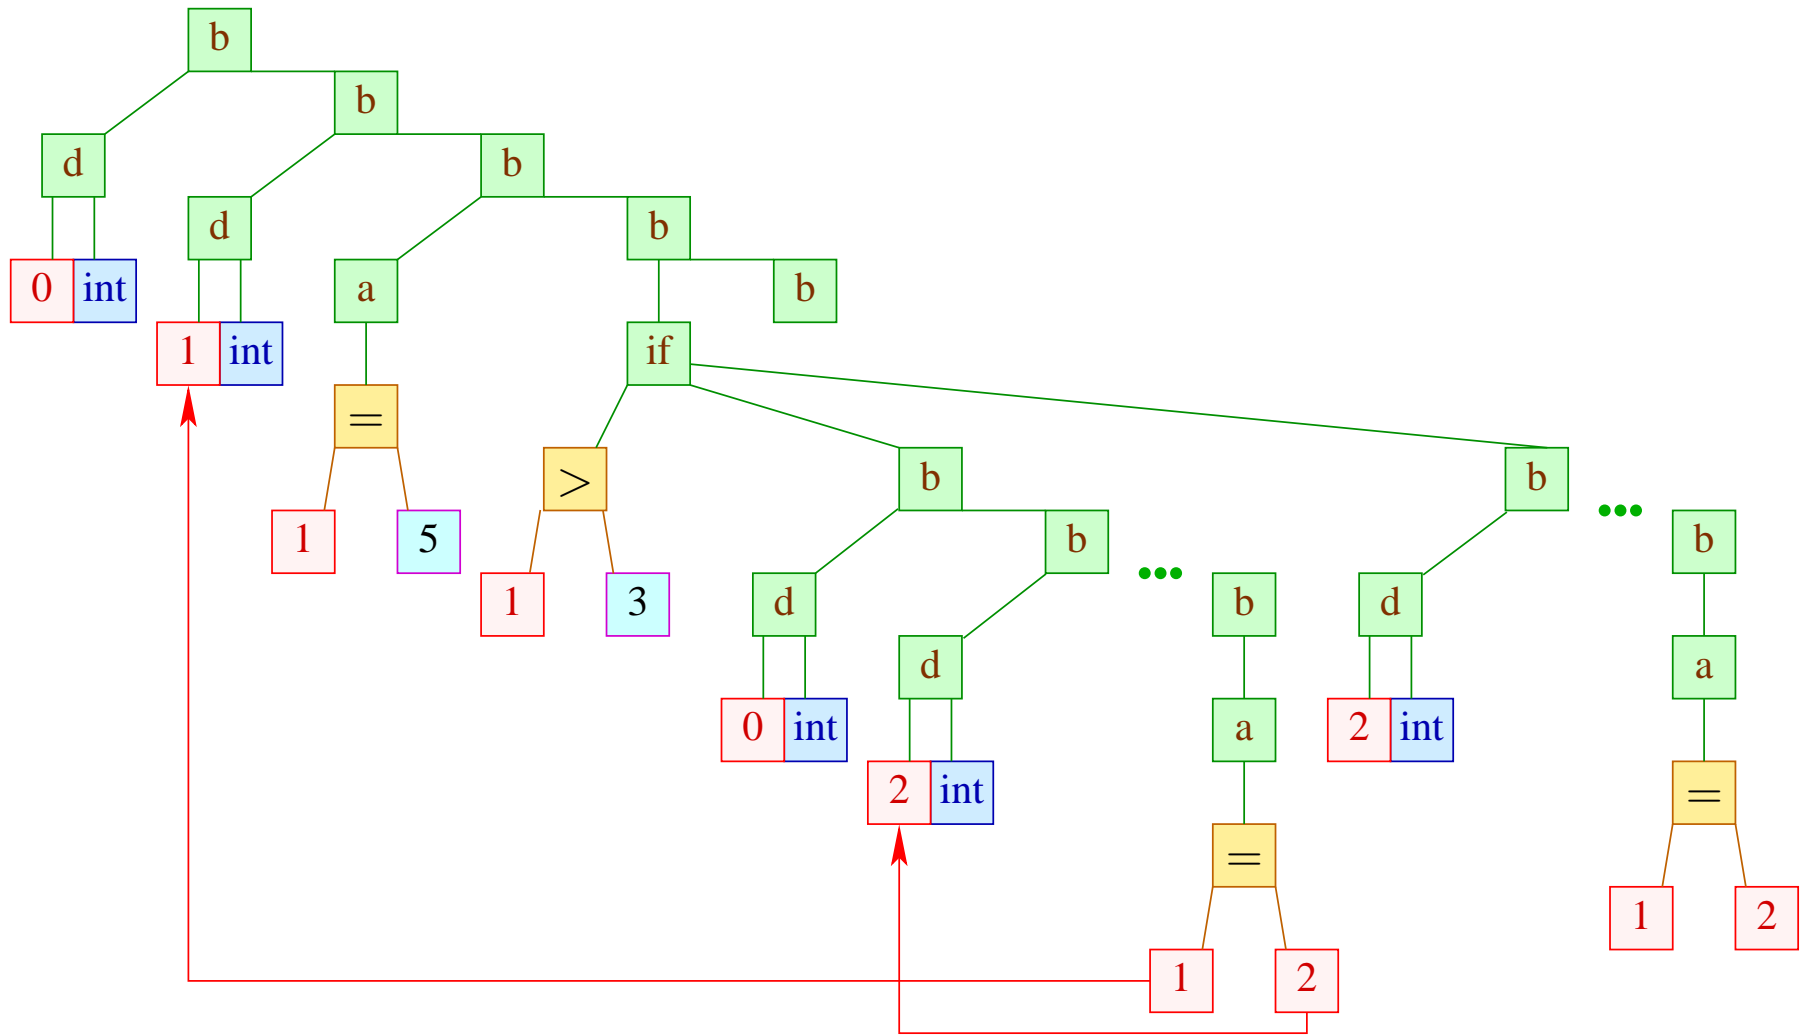 b
b
d b
d b
0 int a b
1 int if
=
> b b
1 5 b b
1 3 d b d
d a
0 int a 2 int
2 int =
=
1 2
1 2